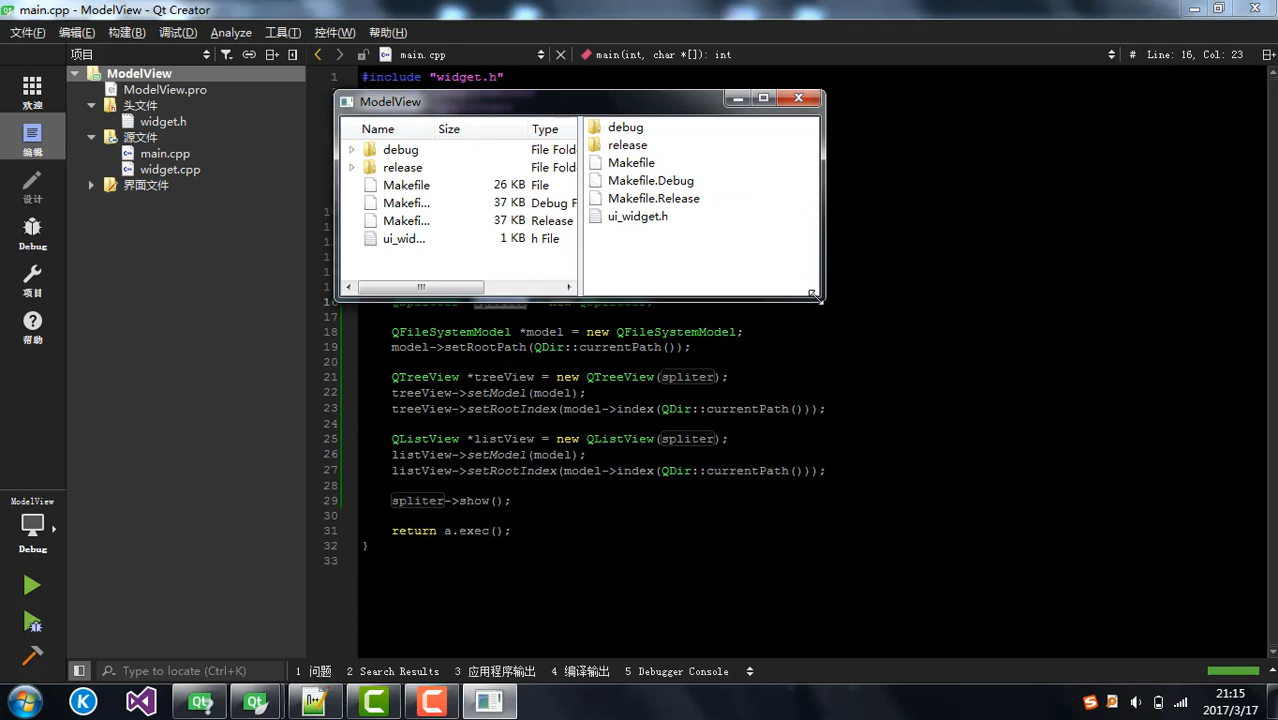 main.cpp - ModelView - Qt Creator
文件(F) 编辑(E) 构建(B) 调试(D) Analyze 工具(T) 控件(W) 帮助(H)
项目
main.cpp
main(int, char *[]): int
# Line: 16, Col: 23
欢迎
编辑
设计
Debug
项目
帮助
ModelView
Debug
ModelView
ModelView.pro
头文件
widget.h
源文件
main.cpp
widget.cpp
界面文件
1 #include "widget.h"
ModelView
Name Size Type
debug File Fold
release File Fold
Makefile 26 KB File
Makefi... 37 KB Debug F
Makefi... 37 KB Release
ui_wid... 1 KB h File
debug
release
Makefile
Makefile.Debug
Makefile.Release
ui_widget.h
17
18 QFileSystemModel *model = new QFileSystemModel;
19 model->setRootPath(QDir::currentPath());
20
21 QTreeView *treeView = new QTreeView(spliter);
22 treeView->setModel(model);
23 treeView->setRootIndex(model->index(QDir::currentPath()));
24
25 QListView *listView = new QListView(spliter);
26 listView->setModel(model);
27 listView->setRootIndex(model->index(QDir::currentPath()));
28
29 spliter->show();
30
31 return a.exec();
32 }
33
Type to locate (Ctrl+K)
1 问题 2 Search Results 3 应用程序输出 4 编译输出 5 Debugger Console
21:15
2017/3/17